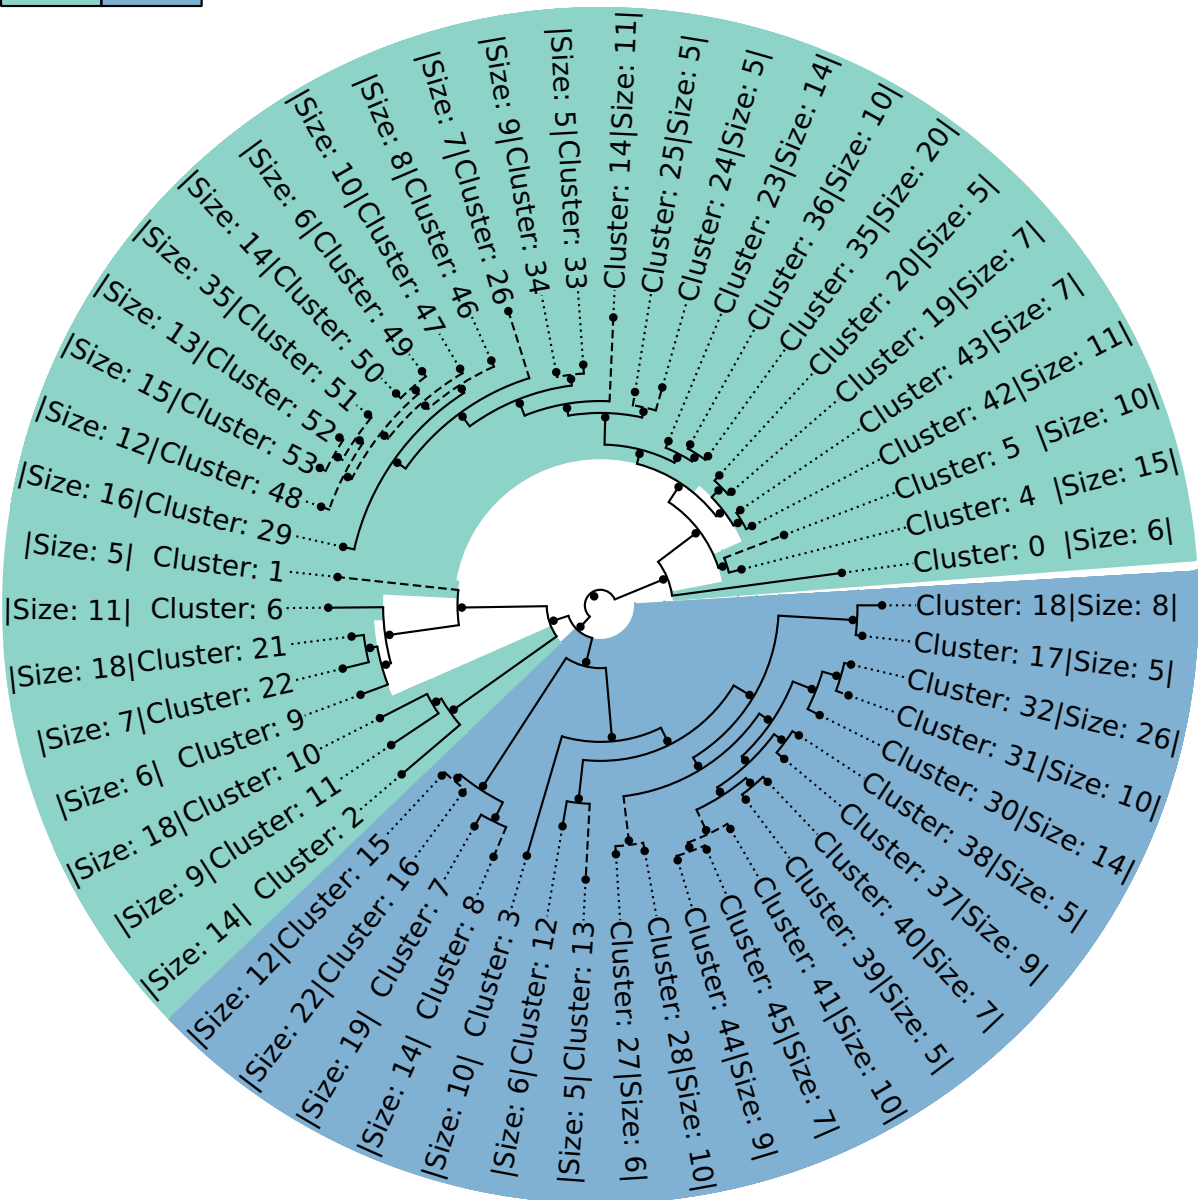 Cluster: 14|Size: 11|
Cluster: 25|Size: 5|
Cluster: 24|Size: 5|
Cluster: 23|Size: 14|
Cluster: 36|Size: 10|
Cluster: 35|Size: 20|
Cluster: 20|Size: 5|
Cluster: 19|Size: 7|
Cluster: 43|Size: 7|
Cluster: 42|Size: 11|
Cluster: 5 |Size: 10|
Cluster: 4 |Size: 15|
Cluster: 0 |Size: 6|
Cluster: 18|Size: 8|
Cluster: 17|Size: 5|
Cluster: 32|Size: 26|
Cluster: 31|Size: 10|
Cluster: 30|Size: 14|
Cluster: 38|Size: 5|
Cluster: 37|Size: 9|
Cluster: 40|Size: 7|
Cluster: 39|Size: 5|
Cluster: 41|Size: 10|
Cluster: 45|Size: 7|
Cluster: 44|Size: 9|
Cluster: 28|Size: 10|
Cluster: 27|Size: 6|
|Size: 5|Cluster: 13
|Size: 6|Cluster: 12
|Size: 10| Cluster: 3
|Size: 14| Cluster: 8
|Size: 19| Cluster: 7
|Size: 22|Cluster: 16
|Size: 12|Cluster: 15
|Size: 14| Cluster: 2
|Size: 9|Cluster: 11
|Size: 18|Cluster: 10
|Size: 6| Cluster: 9
|Size: 7|Cluster: 22
|Size: 18|Cluster: 21
|Size: 11| Cluster: 6
|Size: 5| Cluster: 1
|Size: 16|Cluster: 29
|Size: 12|Cluster: 48
|Size: 15|Cluster: 53
|Size: 13|Cluster: 52
|Size: 35|Cluster: 51
|Size: 14|Cluster: 50
|Size: 6|Cluster: 49
|Size: 10|Cluster: 47
|Size: 8|Cluster: 46
|Size: 7|Cluster: 26
|Size: 9|Cluster: 34
|Size: 5|Cluster: 33